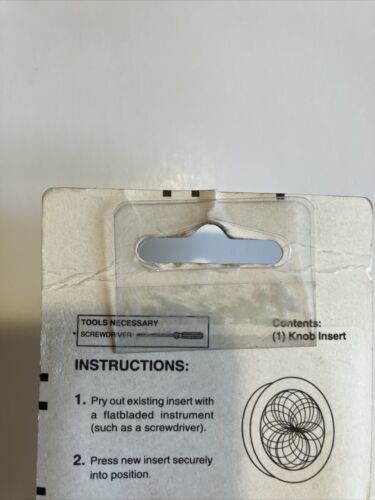 TOOLS NECESSARY
SCREWDRIVER
Contents:
(1) Knob Insert
INSTRUCTIONS:
1. Pry out existing insert with
a flatbladed instrument
(such as a screwdriver).
2. Press new insert securely
into position.